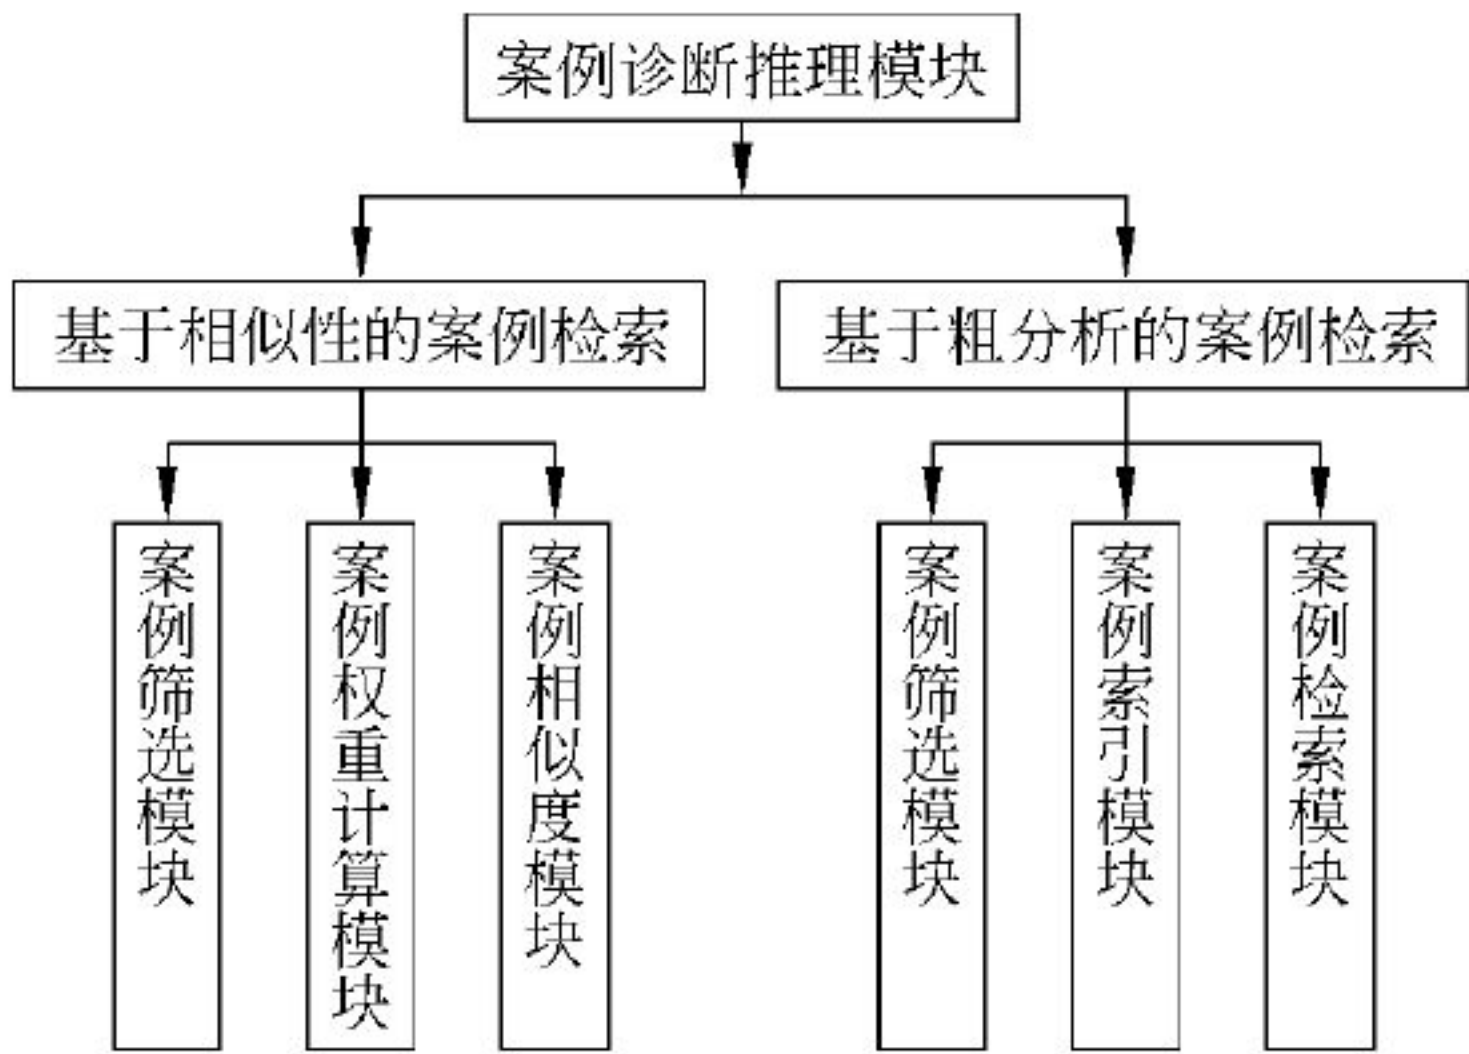 案例诊断推理模块
基于相似性的案例检索
基于粗分析的案例检索
案例筛选模块
案例权重计算模块
案例相似度模块
案例筛选模块
案例索引模块
案例检索模块